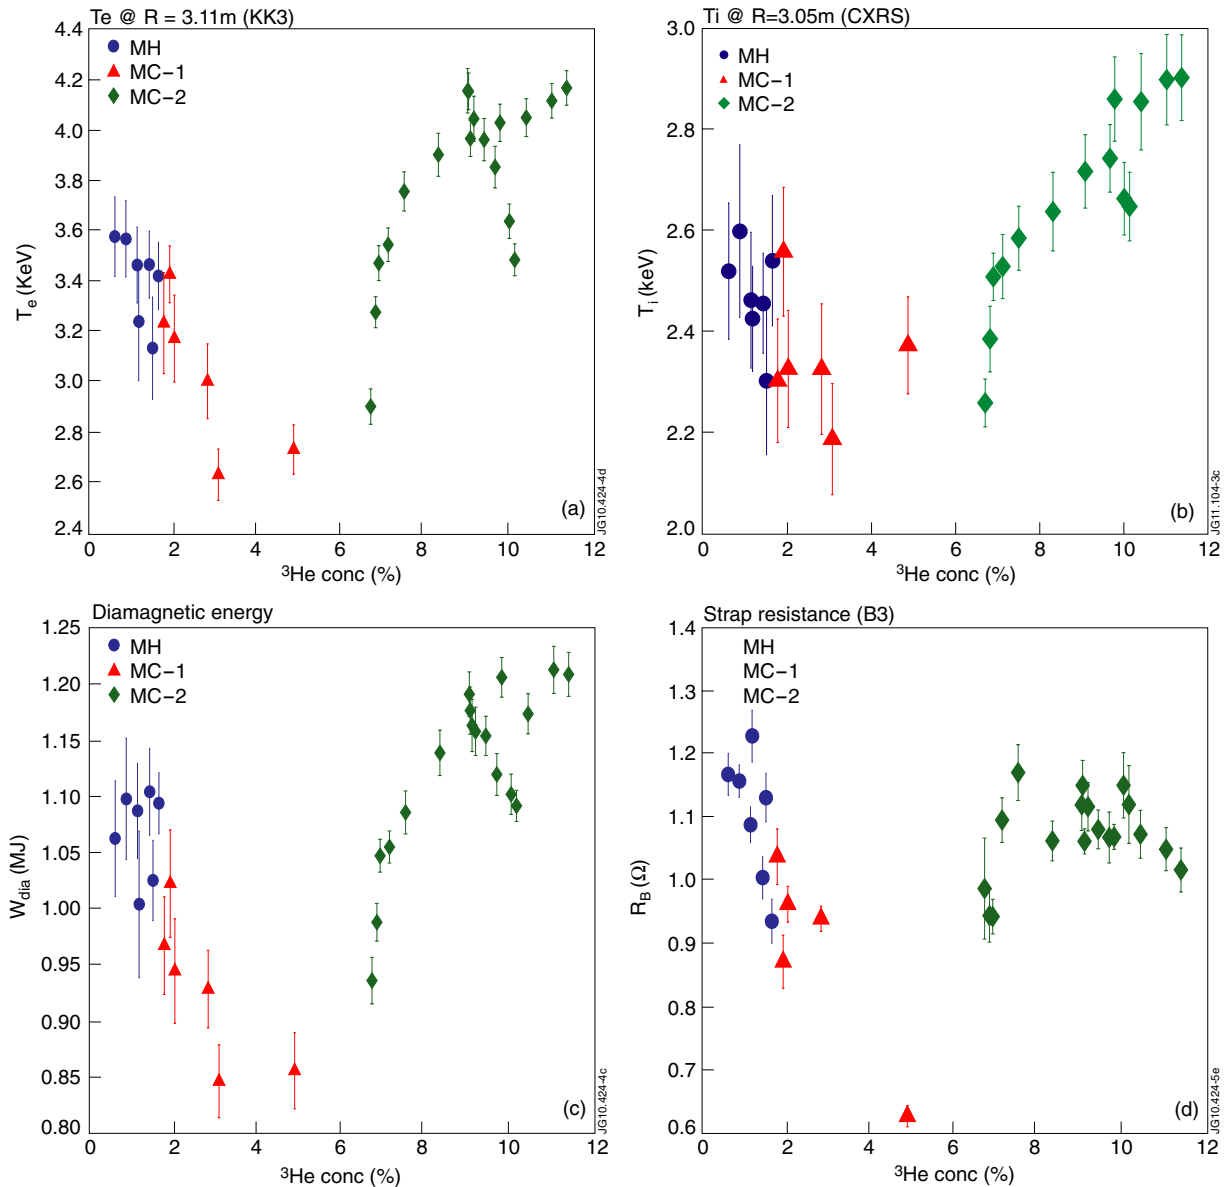 Te @ R = 3.11m (KK3)
4.4
4.2
4.0
3.8
3.6
3.4
3.2
3.0
2.8
2.6
2.4
Te (KeV)
MH
MC-1
MC-2
(a)
JG10.424-4d
0 2 4 6 8 10 12
³He conc (%)
Ti @ R=3.05m (CXRS)
3.0
2.8
2.6
2.4
2.2
2.0
Ti (keV)
MH
MC-1
MC-2
(b)
JG11.104-3c
0 2 4 6 8 10 12
³He conc (%)
Diamagnetic energy
1.25
1.20
1.15
1.10
1.05
1.00
0.95
0.90
0.85
0.80
Wdia (MJ)
MH
MC-1
MC-2
(c)
JG10.424-4c
0 2 4 6 8 10 12
³He conc (%)
Strap resistance (B3)
1.4
1.3
1.2
1.1
1.0
0.9
0.8
0.7
0.6
RB (Ω)
MH
MC-1
MC-2
(d)
JG10.424-5e
0 2 4 6 8 10 12
³He conc (%)